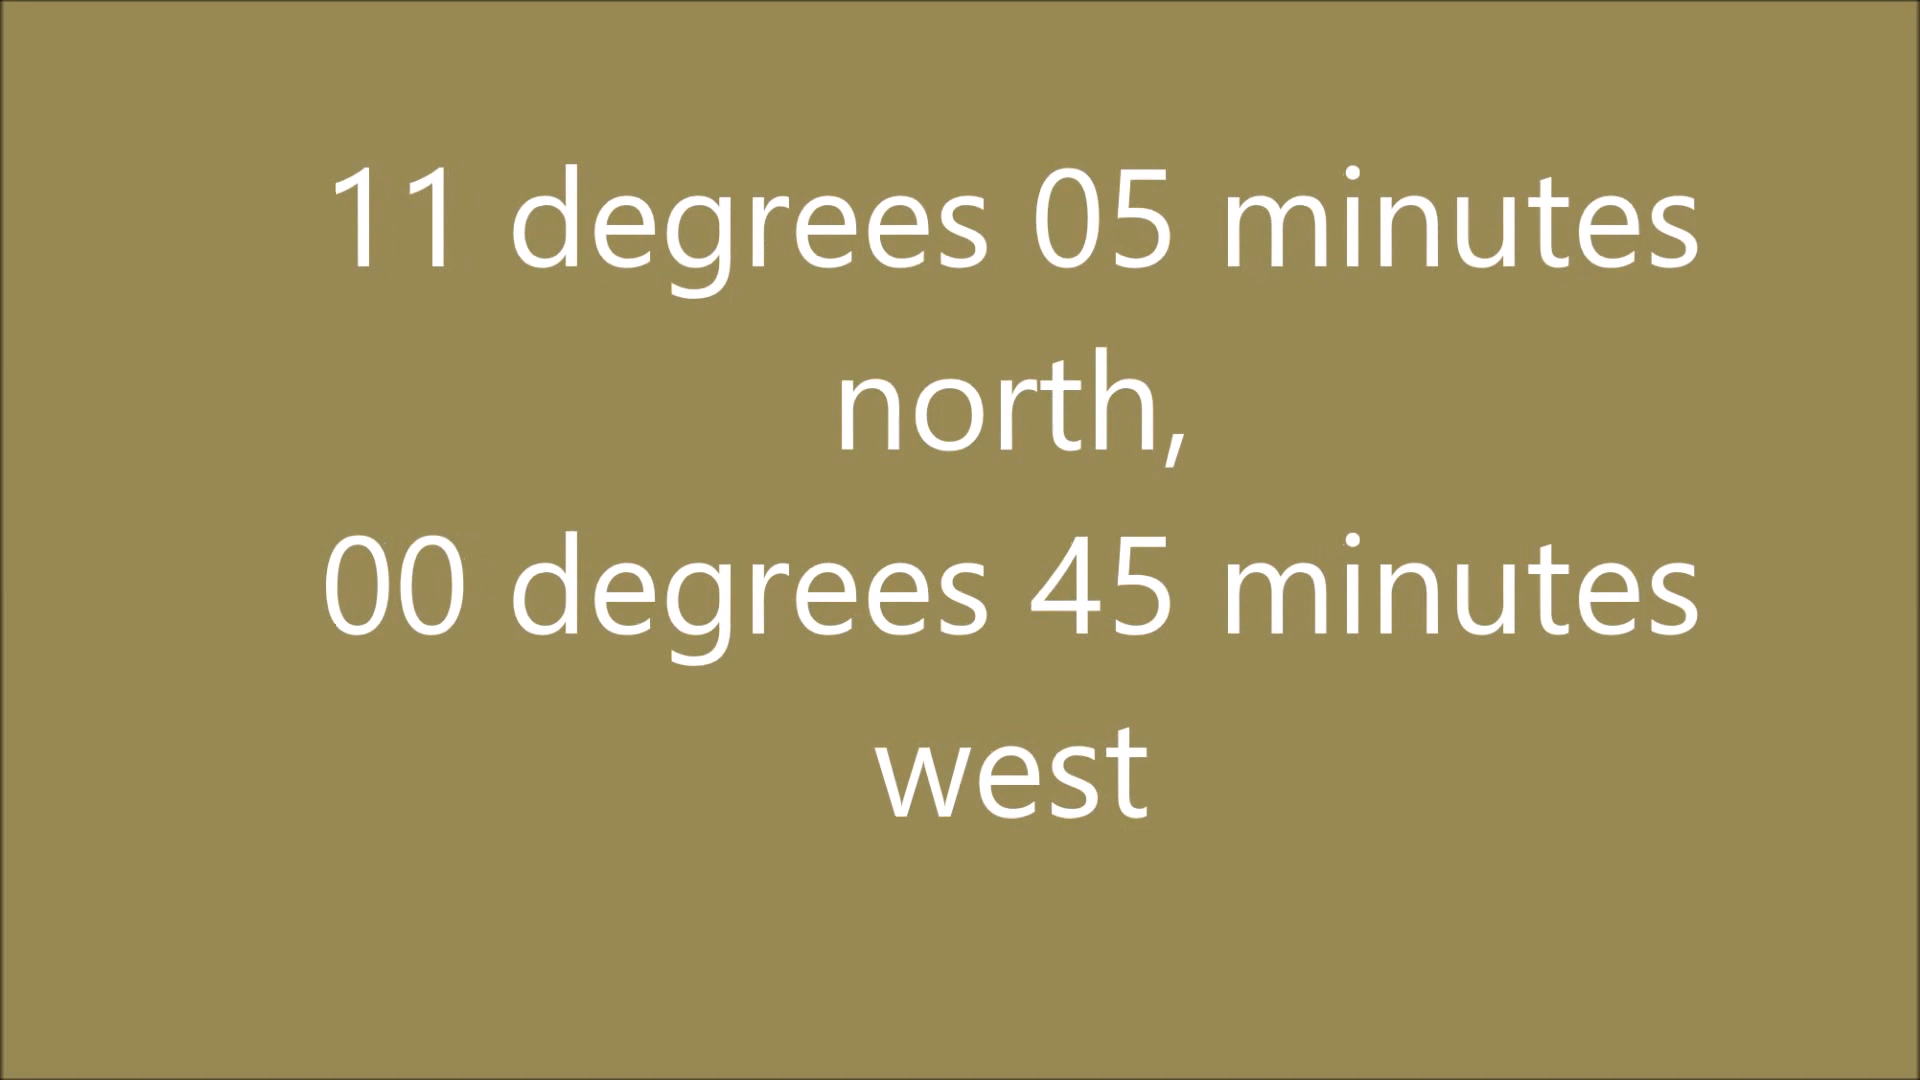 11 degrees 05 minutes
north,
00 degrees 45 minutes
west